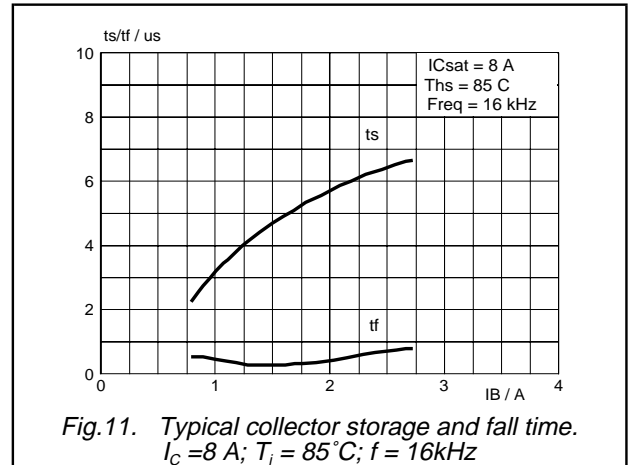 ts/tf / us
10
8
6
4
2
0
ICsat = 8 A
Ths = 85 C
Freq = 16 kHz
ts
tf
0 1 2 3 4
IB / A
Fig.11. Typical collector storage and fall time.
IC =8 A; Tj = 85˚C; f = 16kHz